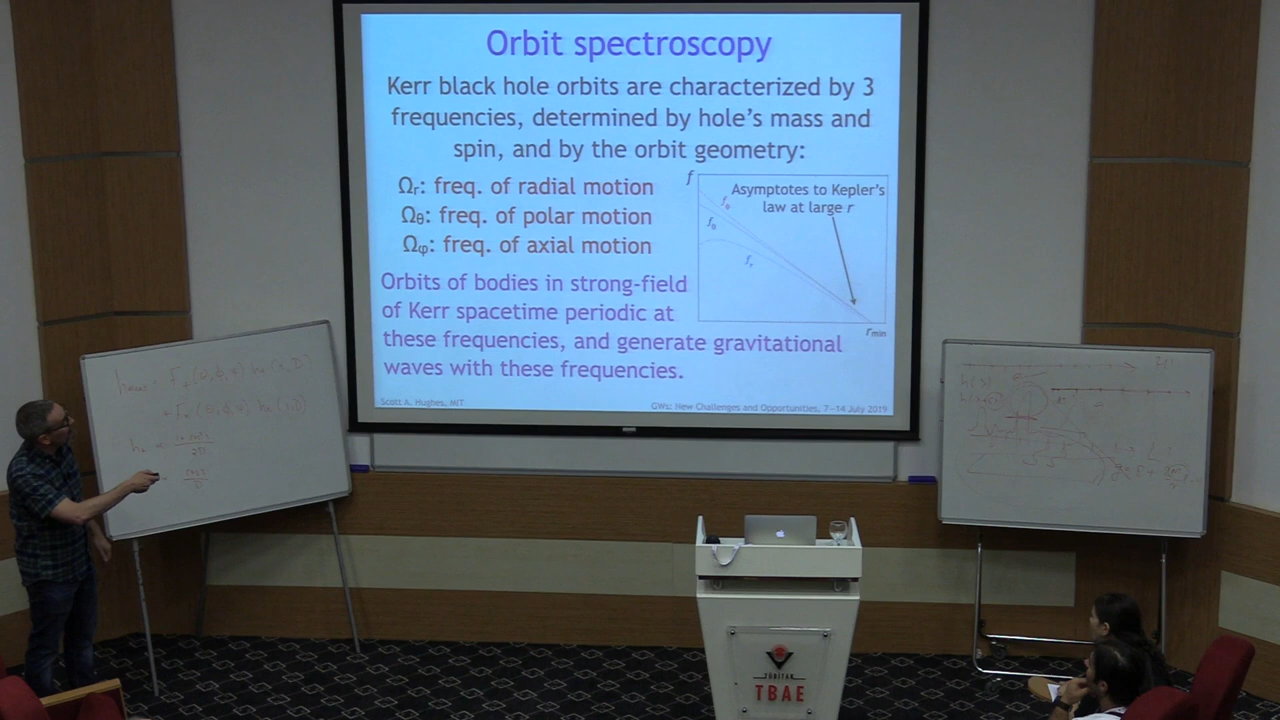 Orbit spectroscopy
Kerr black hole orbits are characterized by 3
frequencies, determined by hole's mass and
spin, and by the orbit geometry:
Ωr: freq. of radial motion
Ωθ: freq. of polar motion
Ωφ: freq. of axial motion
f
Asymptotes to Kepler's
law at large r
fφ
fθ
fr
rmin
Orbits of bodies in strong-field
of Kerr spacetime periodic at
these frequencies, and generate gravitational
waves with these frequencies.
Scott A. Hughes, MIT
GWs: New Challenges and Opportunities, 7-14 July 2019
TÜBİTAK
TBAE